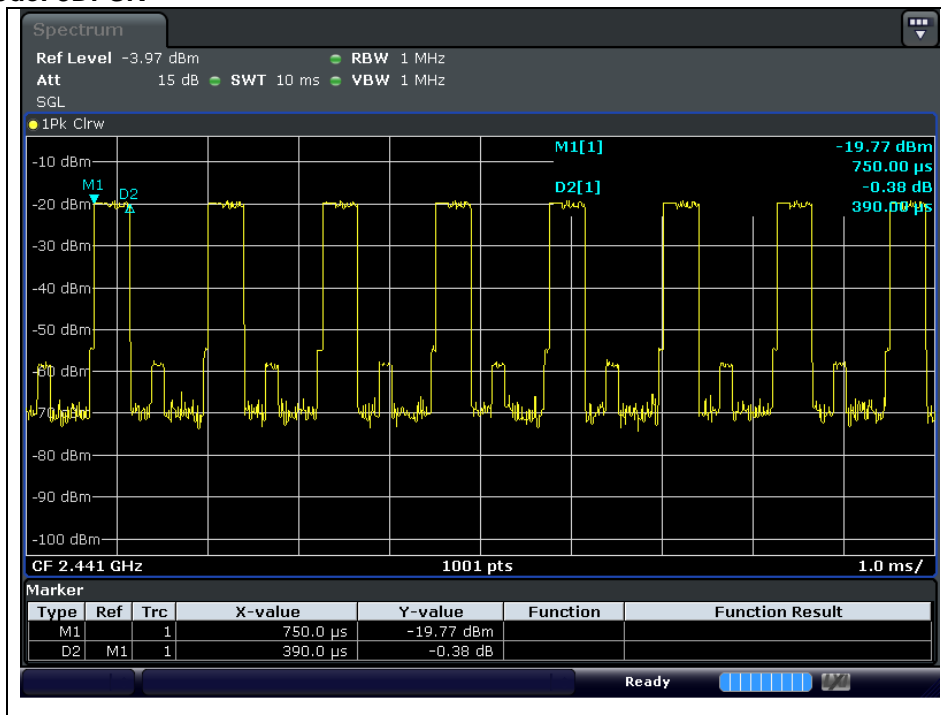 Spectrum
Ref Level -3.97 dBm RBW 1 MHz
Att 15 dB SWT 10 ms VBW 1 MHz
SGL
1Pk Clrw
M1[1] -19.77 dBm
750.00 µs
D2[1] -0.38 dB
390.00 µs
M1
D2
-10 dBm
-20 dBm
-30 dBm
-40 dBm
-50 dBm
-60 dBm
-70 dBm
-80 dBm
-90 dBm
-100 dBm
CF 2.441 GHz 1001 pts 1.0 ms/
Marker
Type Ref Trc X-value Y-value Function Function Result
M1 1 750.0 µs -19.77 dBm
D2 M1 1 390.0 µs -0.38 dB
Ready